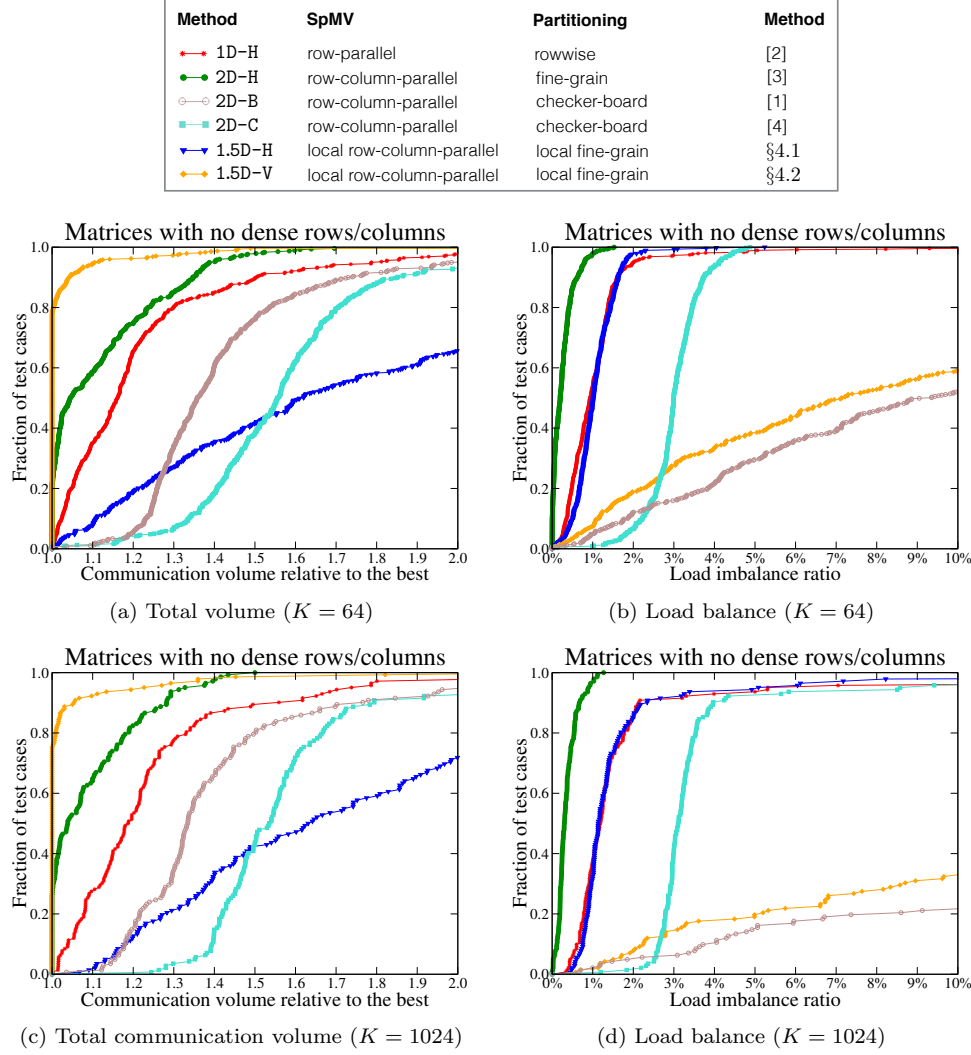 Method SpMV Partitioning Method
1D-H row-parallel rowwise [2]
2D-H row-column-parallel fine-grain [3]
2D-B row-column-parallel checker-board [1]
2D-C row-column-parallel checker-board [4]
1.5D-H local row-column-parallel local fine-grain §4.1
1.5D-V local row-column-parallel local fine-grain §4.2
Matrices with no dense rows/columns
Fraction of test cases
1.0
0.8
0.6
0.4
0.2
0.0
1.0 1.1 1.2 1.3 1.4 1.5 1.6 1.7 1.8 1.9 2.0
Communication volume relative to the best
(a) Total volume (K = 64)
Matrices with no dense rows/columns
Fraction of test cases
1.0
0.8
0.6
0.4
0.2
0.0
0% 1% 2% 3% 4% 5% 6% 7% 8% 9% 10%
Load imbalance ratio
(b) Load balance (K = 64)
Matrices with no dense rows/columns
Fraction of test cases
1.0
0.8
0.6
0.4
0.2
0.0
1.0 1.1 1.2 1.3 1.4 1.5 1.6 1.7 1.8 1.9 2.0
Communication volume relative to the best
(c) Total communication volume (K = 1024)
Matrices with no dense rows/columns
Fraction of test cases
1.0
0.8
0.6
0.4
0.2
0.0
0% 1% 2% 3% 4% 5% 6% 7% 8% 9% 10%
Load imbalance ratio
(d) Load balance (K = 1024)